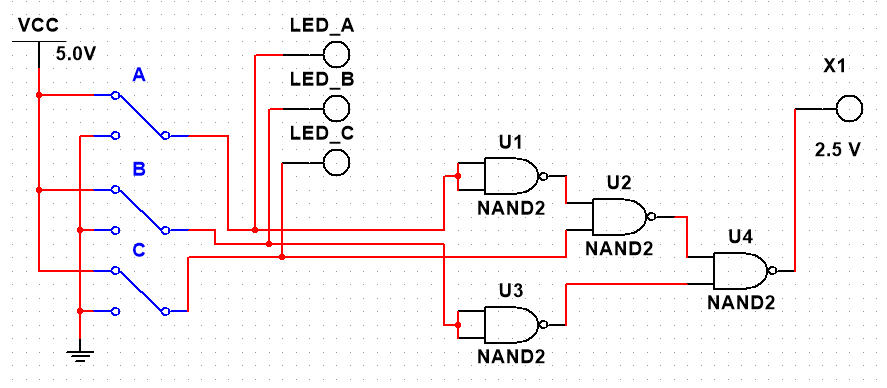 VCC
5.0V
A
B
C
LED_A
LED_B
LED_C
U1
NAND2
U2
NAND2
U3
NAND2
U4
NAND2
X1
2.5 V